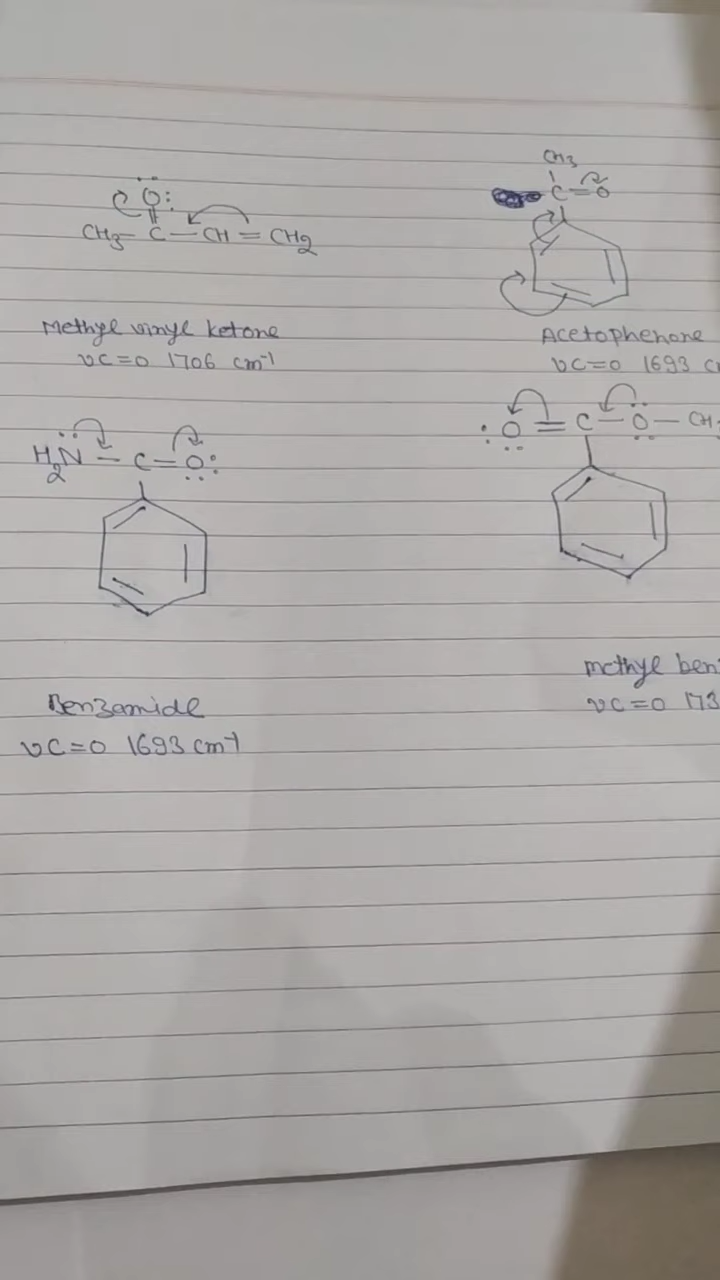 CH3
C=O
:O:
CH3-C-CH=CH2
Methyl vinyl ketone
νC=O 1706 cm-1
Acetophenone
νC=O 1693 c
H2N-C=O:
:O=C-O-CH3
Benzamide
νC=O 1693 cm-1
methyl ben
νC=O 173